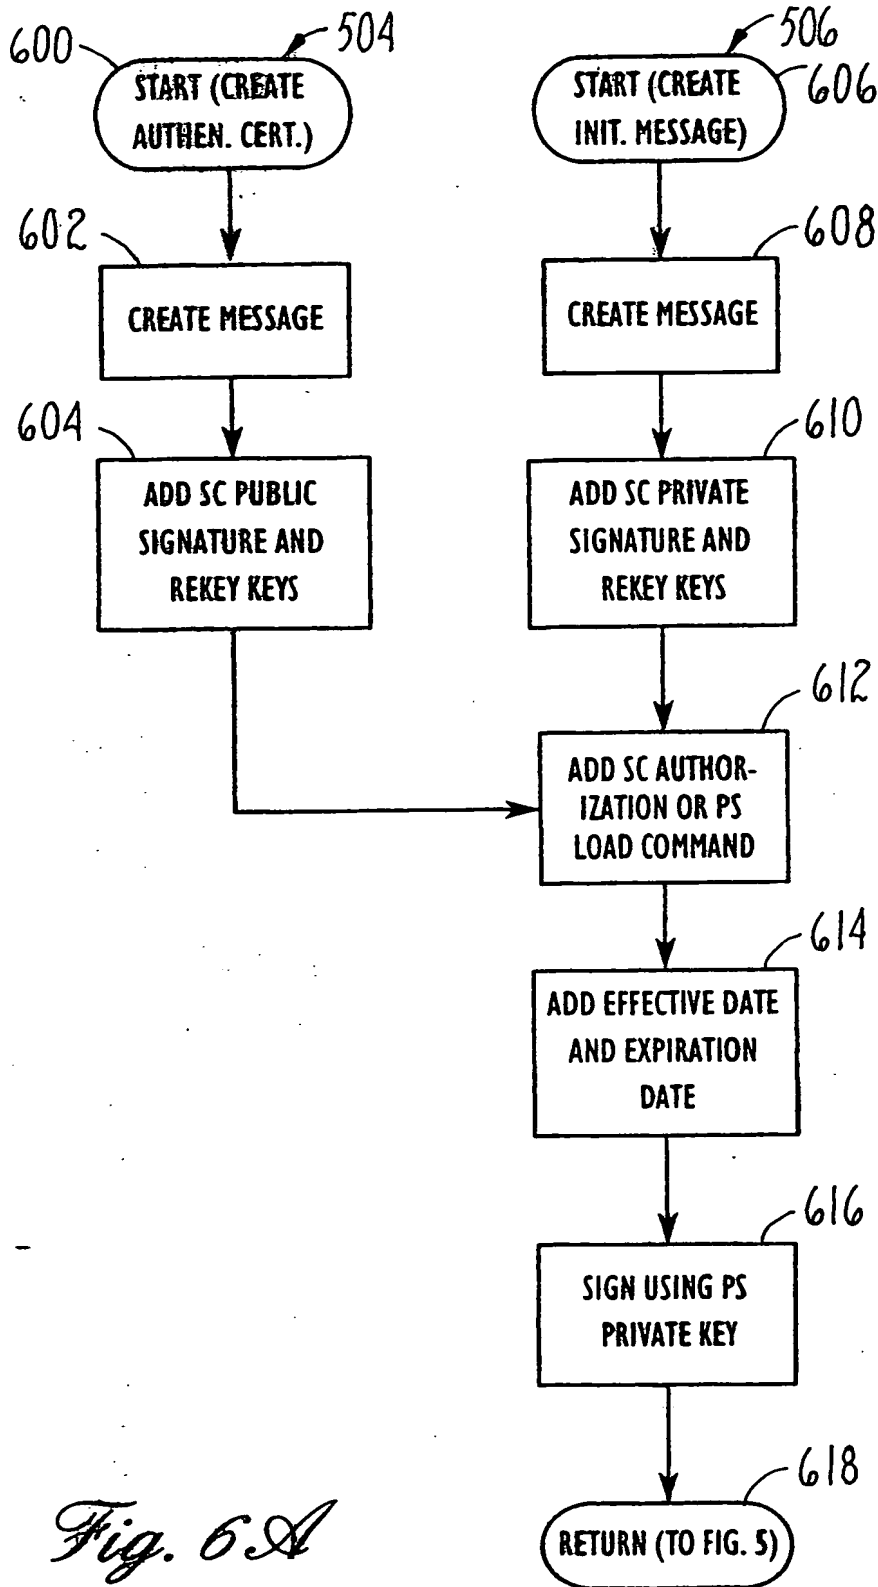 600
504
START (CREATE
AUTHEN. CERT.)
602
CREATE MESSAGE
604
ADD SC PUBLIC
SIGNATURE AND
REKEY KEYS
506
606
START (CREATE
INIT. MESSAGE)
608
CREATE MESSAGE
610
ADD SC PRIVATE
SIGNATURE AND
REKEY KEYS
612
ADD SC AUTHOR-
IZATION OR PS
LOAD COMMAND
614
ADD EFFECTIVE DATE
AND EXPIRATION
DATE
616
SIGN USING PS
PRIVATE KEY
618
RETURN (TO FIG. 5)
Fig. 6A